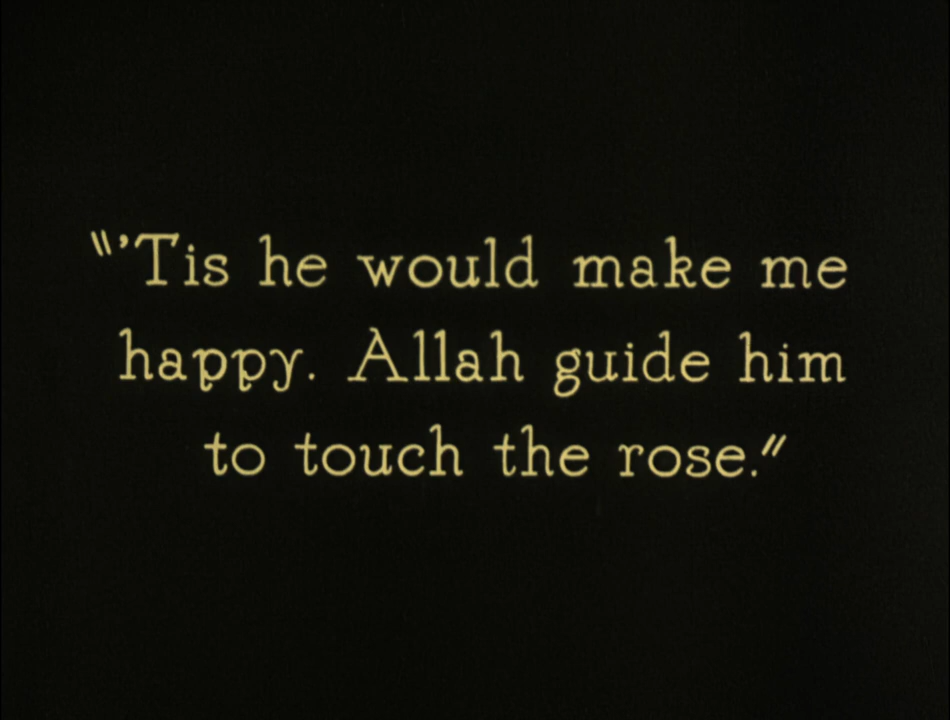 "'Tis he would make me
happy. Allah guide him
to touch the rose."